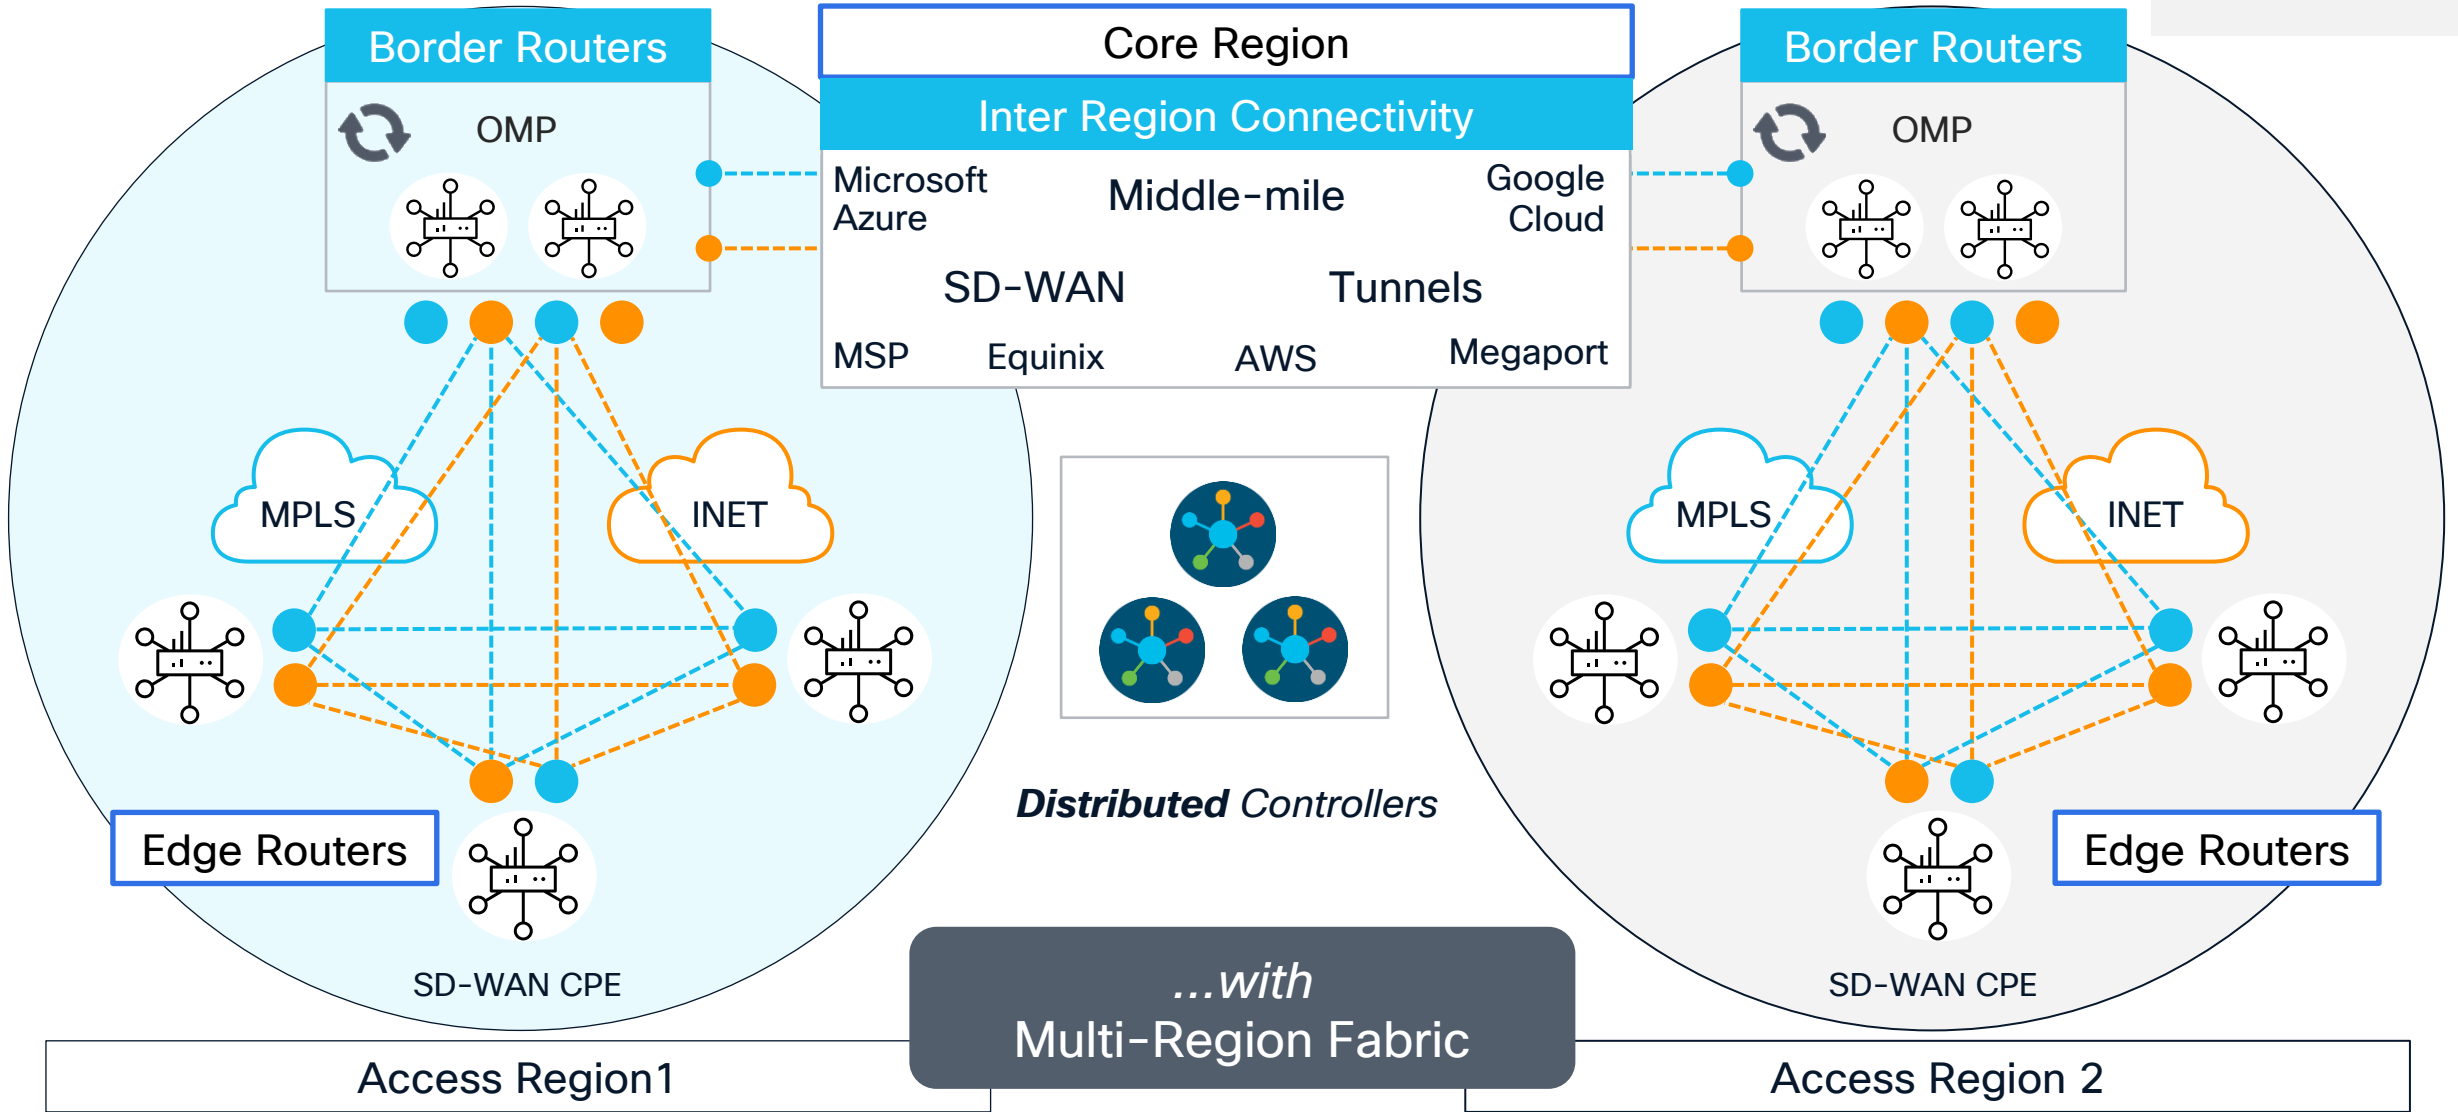 Border Routers
OMP
MPLS
INET
Edge Routers
SD-WAN CPE
Access Region1
Core Region
Inter Region Connectivity
Microsoft
Azure
Middle-mile
Google
Cloud
SD-WAN
Tunnels
MSP
Equinix
AWS
Megaport
Distributed Controllers
...with
Multi-Region Fabric
Border Routers
OMP
MPLS
INET
Edge Routers
SD-WAN CPE
Access Region 2